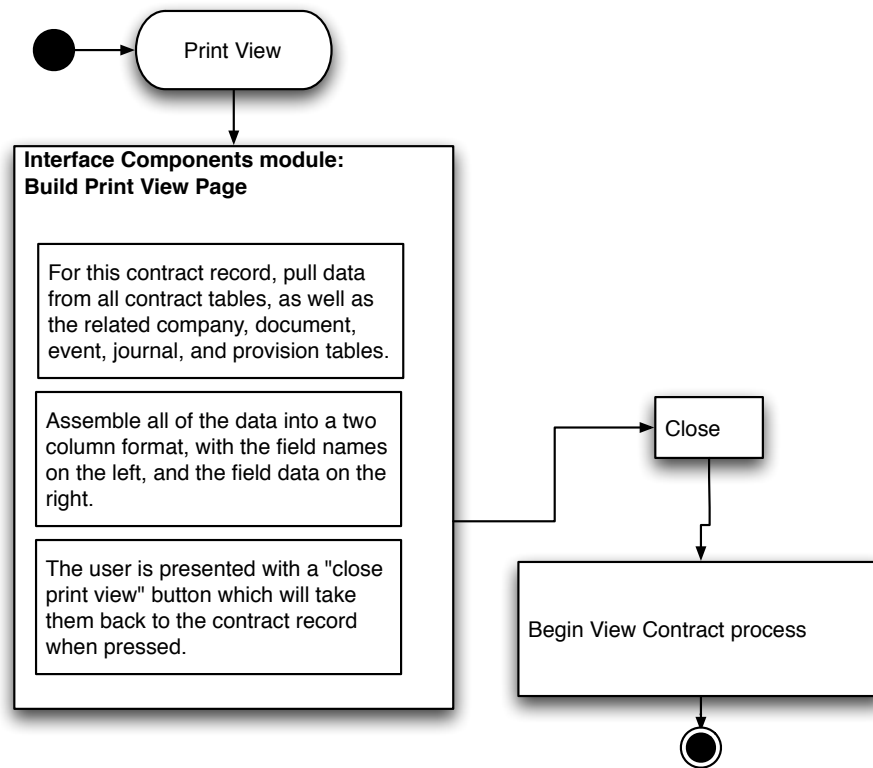 Print View
Interface Components module:
Build Print View Page
For this contract record, pull data
from all contract tables, as well as
the related company, document,
event, journal, and provision tables.
Assemble all of the data into a two
column format, with the field names
on the left, and the field data on the
right.
The user is presented with a "close
print view" button which will take
them back to the contract record
when pressed.
Close
Begin View Contract process